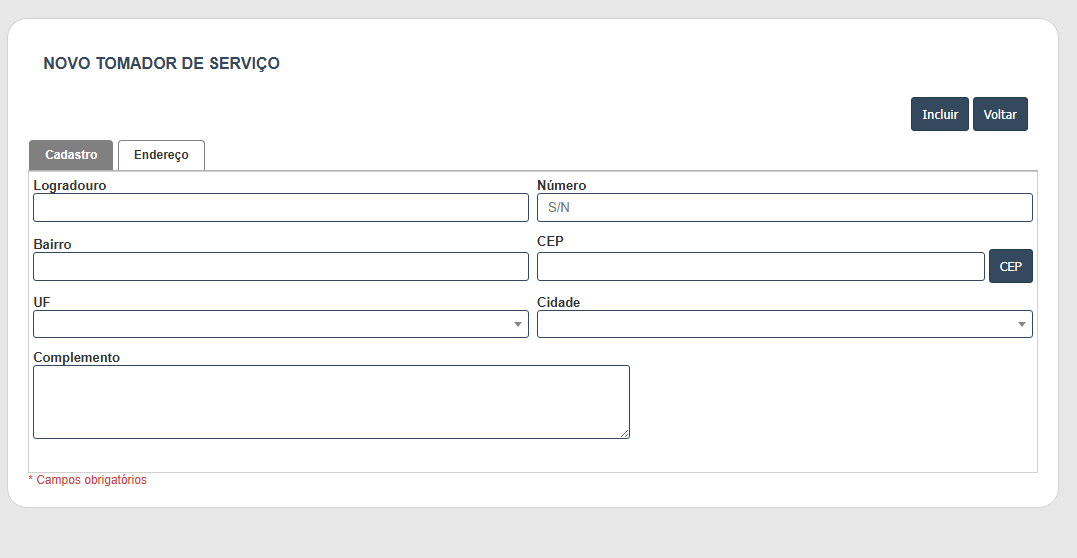 NOVO TOMADOR DE SERVIÇO
Incluir Voltar
Cadastro Endereço
Logradouro Número
S/N
Bairro CEP
CEP
UF Cidade
Complemento
* Campos obrigatórios